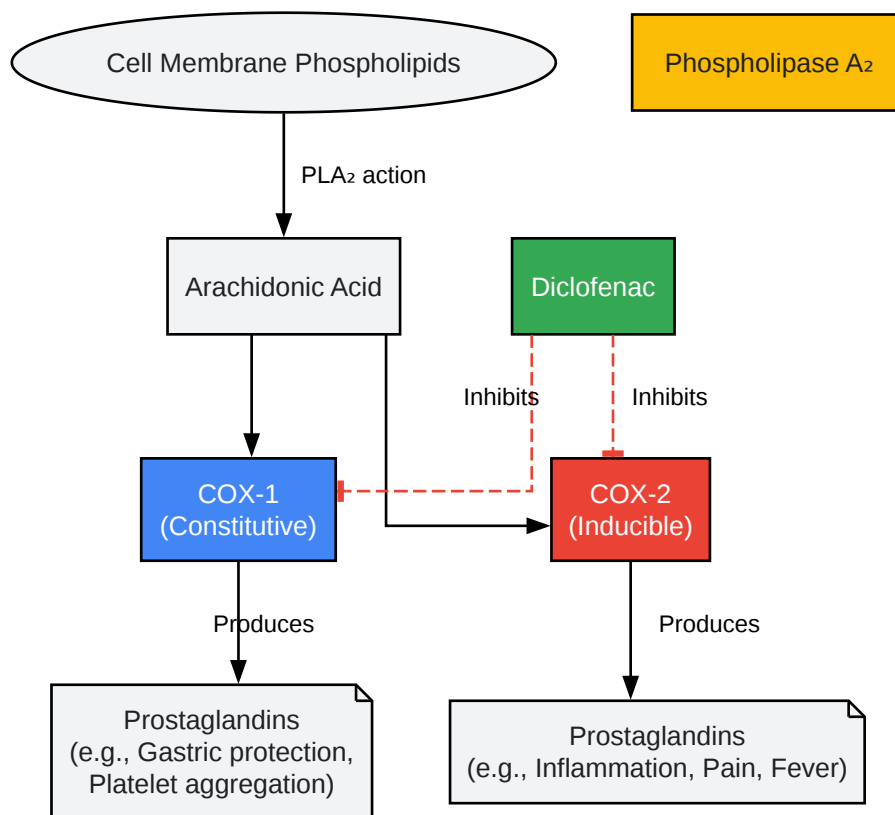 Cell Membrane Phospholipids
Phospholipase A₂
PLA₂ action
Arachidonic Acid
Diclofenac
Inhibits
Inhibits
COX-1
(Constitutive)
COX-2
(Inducible)
Produces
Produces
Prostaglandins
(e.g., Gastric protection,
Platelet aggregation)
Prostaglandins
(e.g., Inflammation, Pain, Fever)